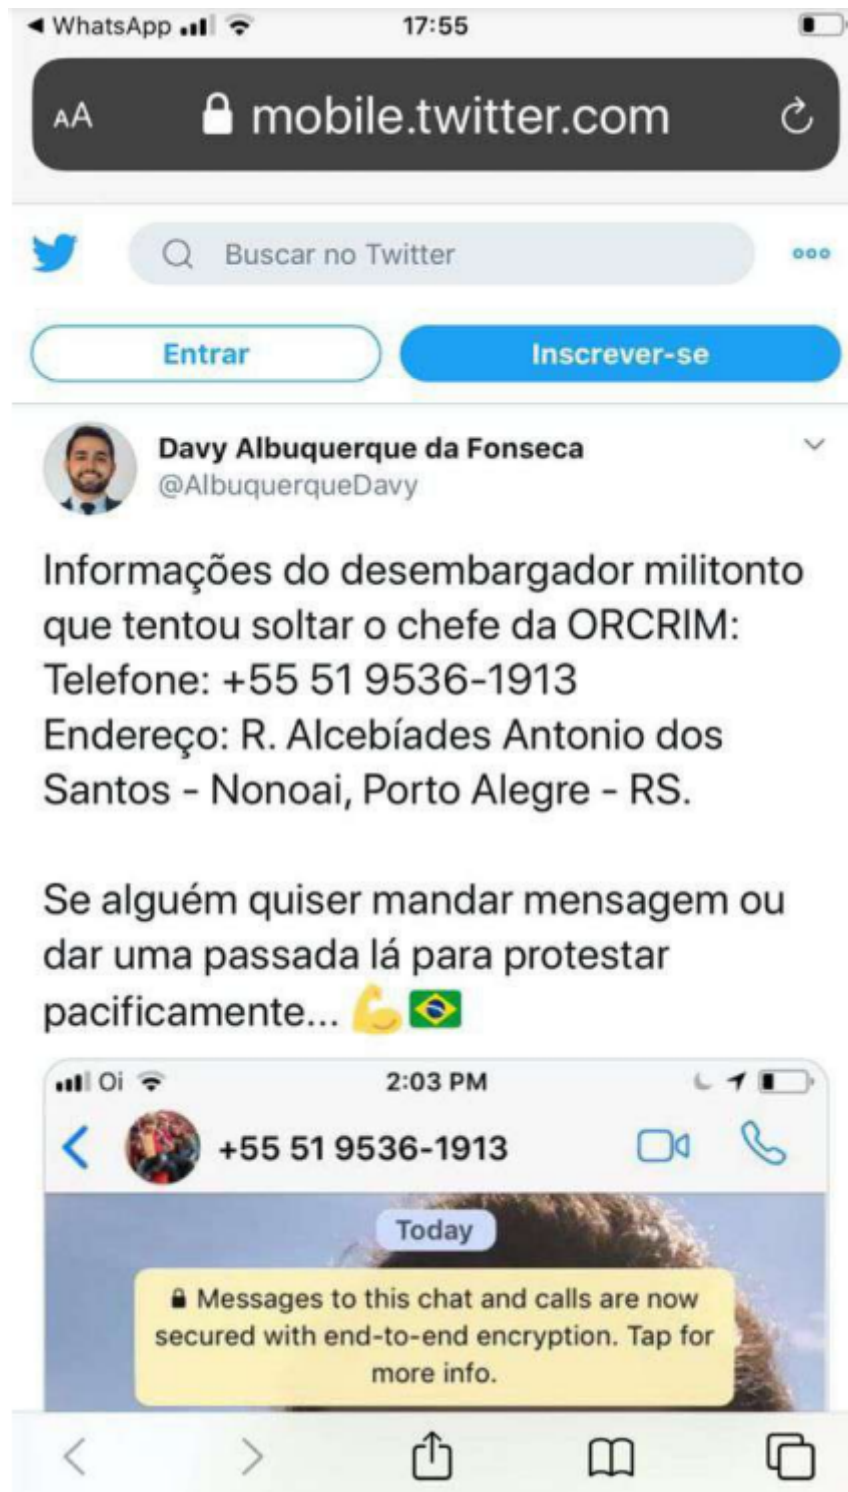 WhatsApp
17:55
AA
mobile.twitter.com
Buscar no Twitter
Entrar
Inscrever-se
Davy Albuquerque da Fonseca
@AlbuquerqueDavy
Informações do desembargador militonto
que tentou soltar o chefe da ORCRIM:
Telefone: +55 51 9536-1913
Endereço: R. Alcebíades Antonio dos
Santos - Nonoai, Porto Alegre - RS.
Se alguém quiser mandar mensagem ou
dar uma passada lá para protestar
pacificamente... 💪🇧🇷
Oi
2:03 PM
+55 51 9536-1913
Today
Messages to this chat and calls are now
secured with end-to-end encryption. Tap for
more info.